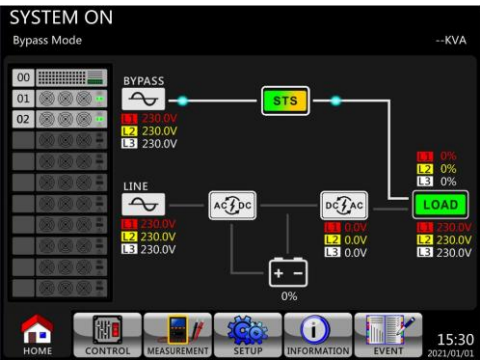 SYSTEM ON
Bypass Mode
--KVA
00
01
02
BYPASS
L1 230.0V
L2 230.0V
L3 230.0V
STS
L1 0%
L2 0%
L3 0%
LINE
L1 230.0V
L2 230.0V
L3 230.0V
AC DC
DC AC
L1 0.0V
L2 0.0V
L3 0.0V
LOAD
L1 230.0V
L2 230.0V
L3 230.0V
+ -
0%
HOME
CONTROL
MEASUREMENT
SETUP
INFORMATION
EVENT
15:30
2021/01/01